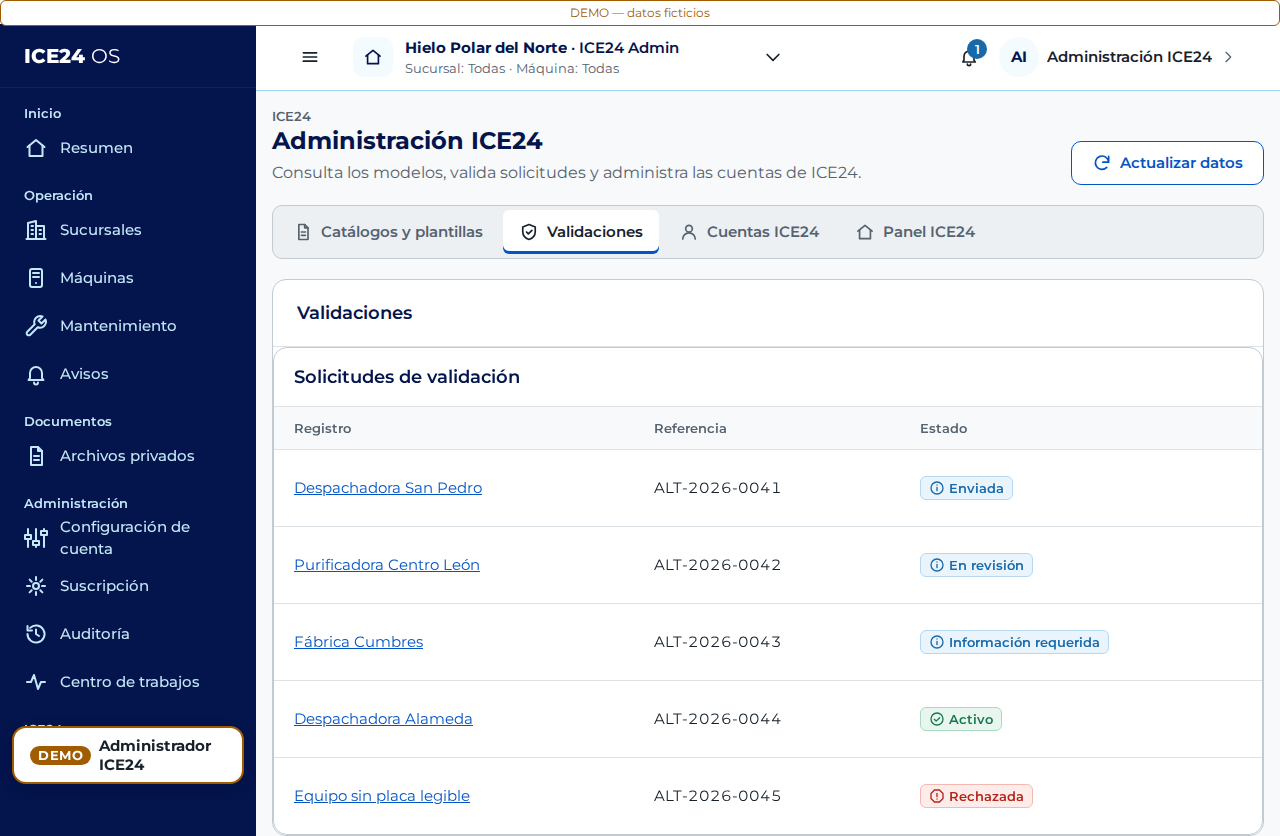 DEMO — datos ficticios
ICE24 OS
Inicio
Resumen
Operación
Sucursales
Máquinas
Mantenimiento
Avisos
Documentos
Archivos privados
Administración
Configuración de
cuenta
Suscripción
Auditoría
Centro de trabajos
DEMO Administrador
ICE24
Hielo Polar del Norte · ICE24 Admin
Sucursal: Todas · Máquina: Todas
1
AI Administración ICE24
ICE24
Administración ICE24
Consulta los modelos, valida solicitudes y administra las cuentas de ICE24.
Actualizar datos
Catálogos y plantillas Validaciones Cuentas ICE24 Panel ICE24
Validaciones
Solicitudes de validación
Registro Referencia Estado
Despachadora San Pedro ALT-2026-0041 Enviada
Purificadora Centro León ALT-2026-0042 En revisión
Fábrica Cumbres ALT-2026-0043 Información requerida
Despachadora Alameda ALT-2026-0044 Activo
Equipo sin placa legible ALT-2026-0045 Rechazada